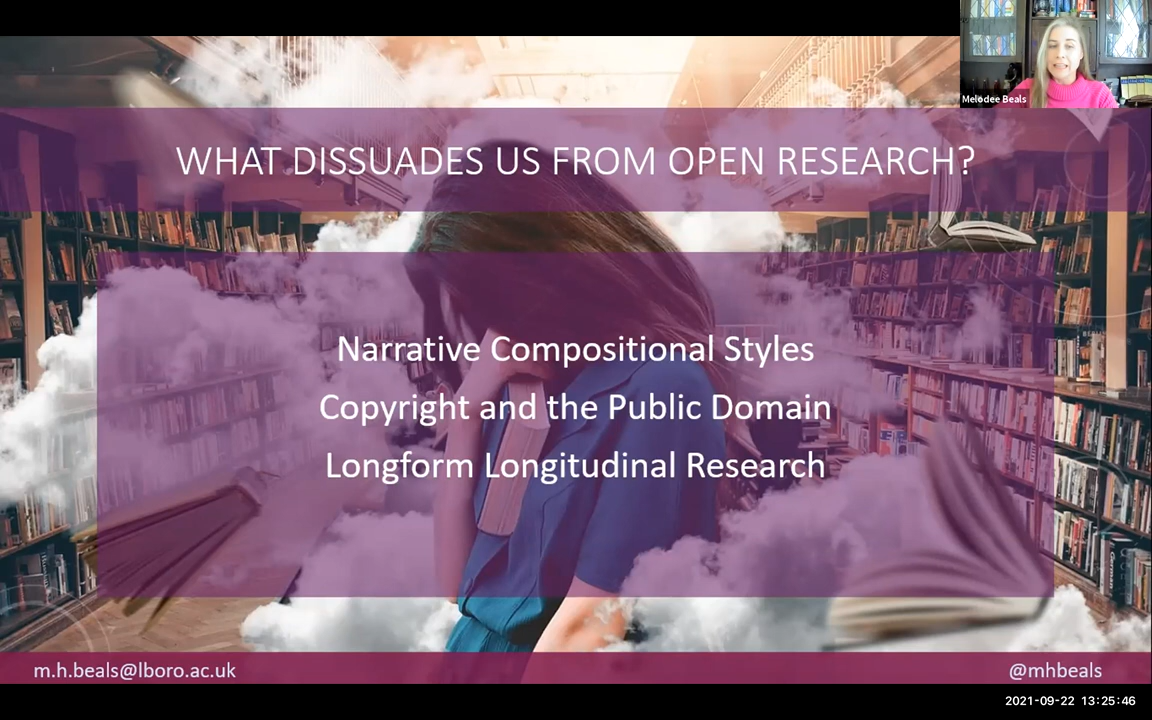 Melodee Beals
WHAT DISSUADES US FROM OPEN RESEARCH?
Narrative Compositional Styles
Copyright and the Public Domain
Longform Longitudinal Research
m.h.beals@lboro.ac.uk
@mhbeals
2021-09-22 13:25:46